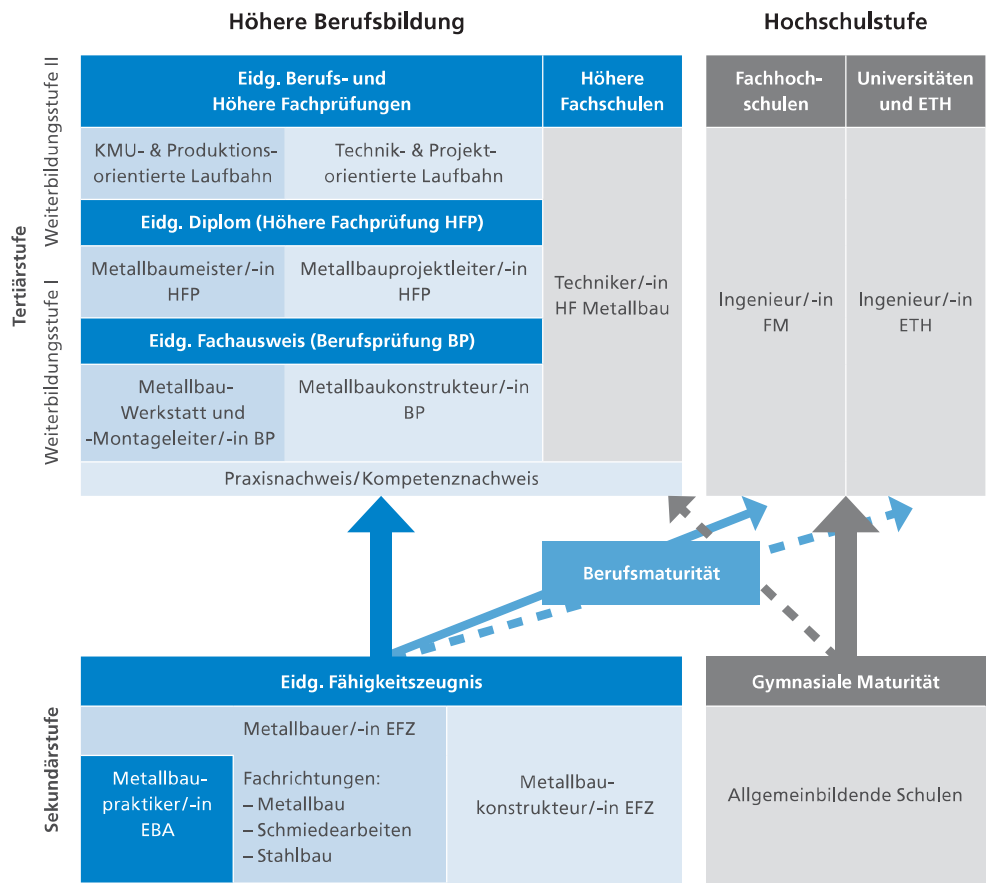 Höhere Berufsbildung
Hochschulstufe
Tertiärstufe
Weiterbildungsstufe II
Weiterbildungsstufe I
Eidg. Berufs- und
Höhere Fachprüfungen
Höhere
Fachschulen
Fachhoch-
schulen
Universitäten
und ETH
KMU- & Produktions-
orientierte Laufbahn
Technik- & Projekt-
orientierte Laufbahn
Eidg. Diplom (Höhere Fachprüfung HFP)
Metallbaumeister/-in
HFP
Metallbauprojektleiter/-in
HFP
Techniker/-in
HF Metallbau
Ingenieur/-in
FM
Ingenieur/-in
ETH
Eidg. Fachausweis (Berufsprüfung BP)
Metallbau-
Werkstatt und
-Montageleiter/-in BP
Metallbaukonstrukteur/-in
BP
Praxisnachweis/Kompetenznachweis
Berufsmaturität
Sekundärstufe
Eidg. Fähigkeitszeugnis
Gymnasiale Maturität
Metallbauer/-in EFZ
Metallbau-
praktiker/-in
EBA
Fachrichtungen:
– Metallbau
– Schmiedearbeiten
– Stahlbau
Metallbau-
konstrukteur/-in EFZ
Allgemeinbildende Schulen